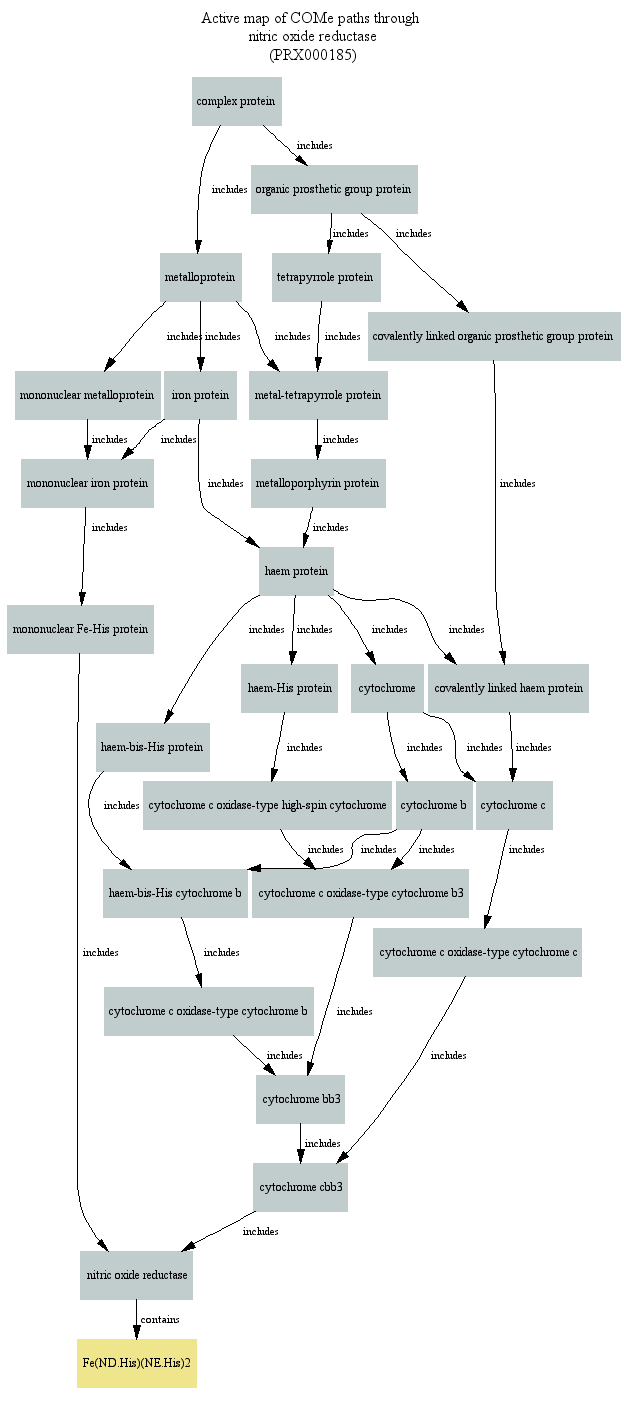 Active map of COMe paths through
nitric oxide reductase
(PRX000185)
complex protein
includes
organic prosthetic group protein
includes
includes
includes
metalloprotein
tetrapyrrole protein
covalently linked organic prosthetic group protein
includes
includes
includes
includes
mononuclear metalloprotein
iron protein
metal-tetrapyrrole protein
includes
includes
includes
mononuclear iron protein
includes
metalloporphyrin protein
includes
includes
includes
haem protein
mononuclear Fe-His protein
includes
includes
includes
includes
haem-His protein
cytochrome
covalently linked haem protein
haem-bis-His protein
includes
includes
includes
includes
includes
cytochrome c oxidase-type high-spin cytochrome
cytochrome b
cytochrome c
includes
includes
includes
includes
haem-bis-His cytochrome b
cytochrome c oxidase-type cytochrome b3
includes
includes
cytochrome c oxidase-type cytochrome c
cytochrome c oxidase-type cytochrome b
includes
includes
includes
cytochrome bb3
includes
cytochrome cbb3
includes
nitric oxide reductase
contains
Fe(ND.His)(NE.His)2